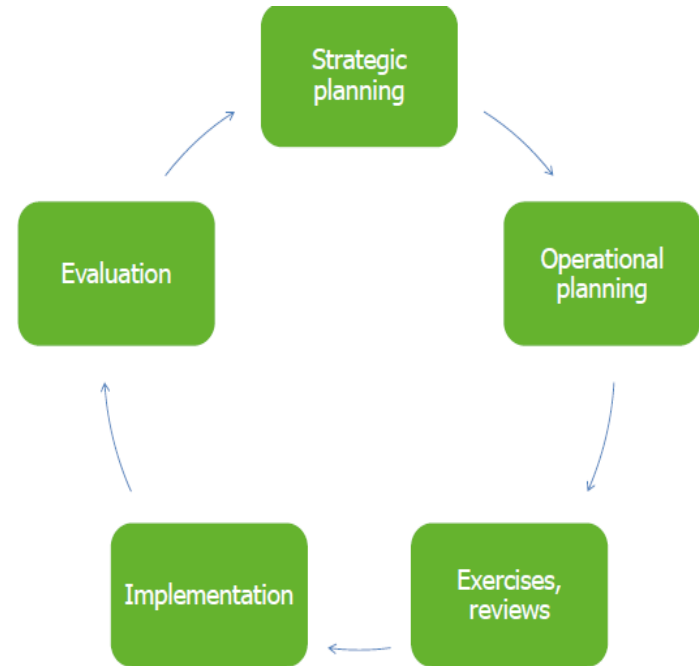 Strategic
planning
Operational
planning
Exercises,
reviews
Implementation
Evaluation